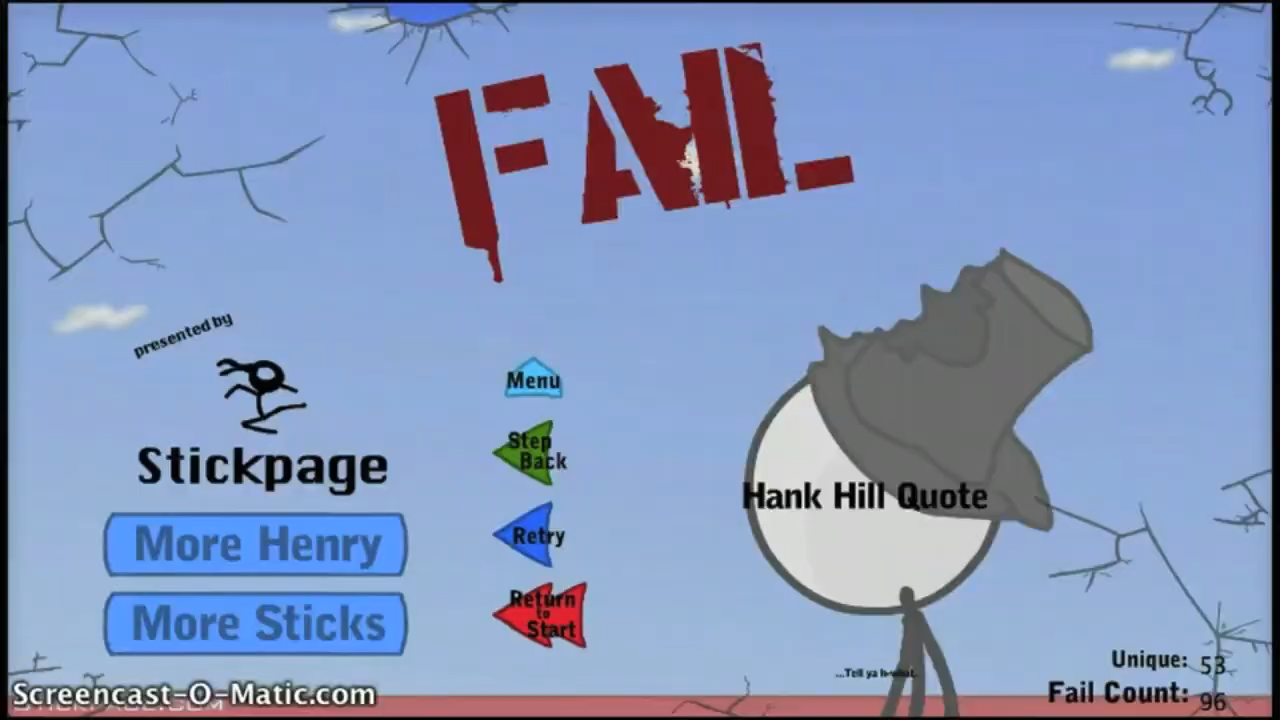 FAIL
presented by
Stickpage
More Henry
More Sticks
Menu
Step
Back
Retry
Return
to
Start
Hank Hill Quote
...Tell ya h-what.
Unique: 53
Fail Count: 96
Screencast-O-Matic.com